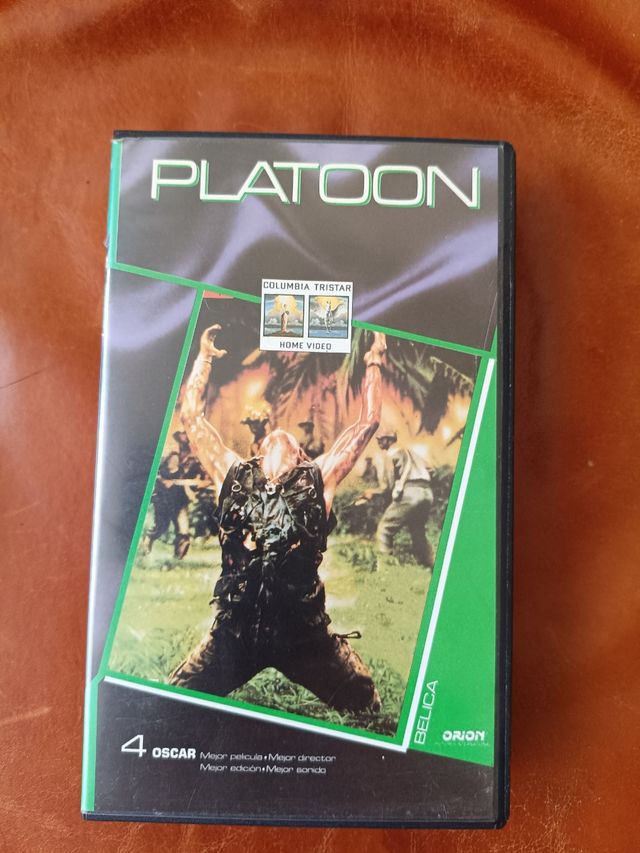 PLATOON
COLUMBIA TRISTAR
HOME VIDEO
BELICA
ORION
4 OSCAR Mejor película • Mejor director
Mejor edición • Mejor sonido